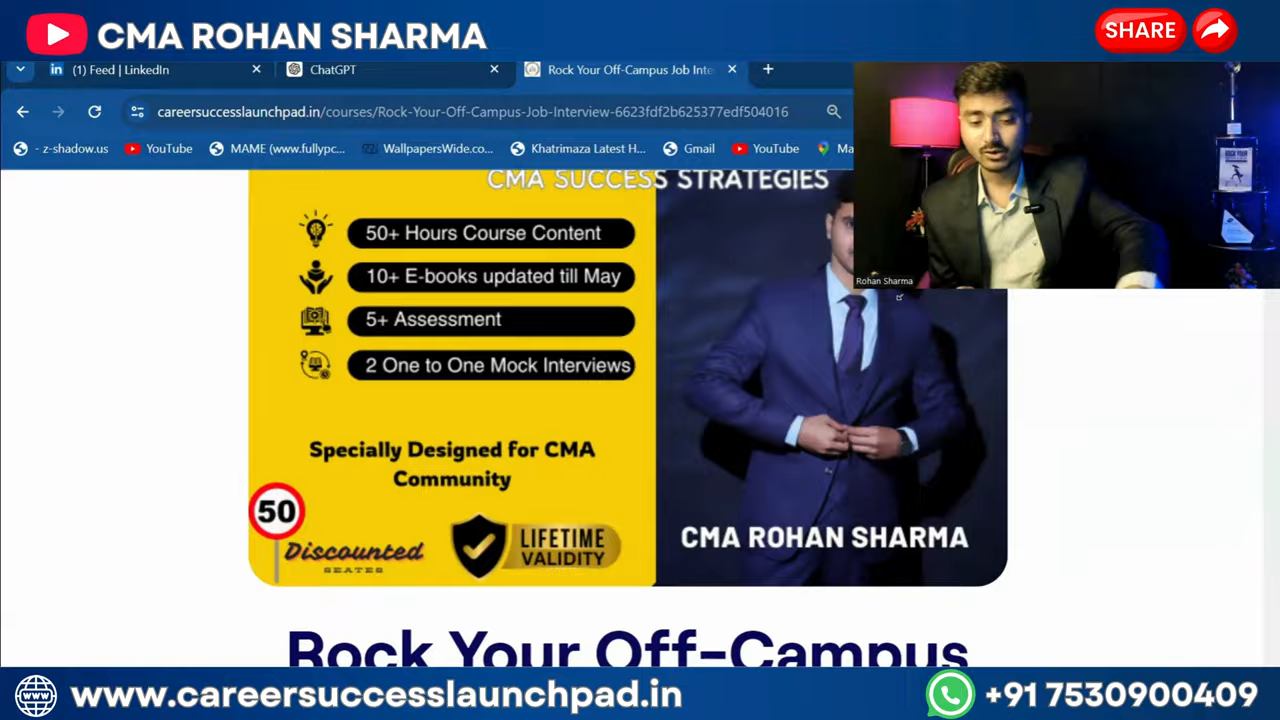 CMA ROHAN SHARMA
SHARE
(1) Feed | LinkedIn
ChatGPT
Rock Your Off-Campus Job Inte
careersuccesslaunchpad.in/courses/Rock-Your-Off-Campus-Job-Interview-6623fdf2b625377edf504016
- z-shadow.us
YouTube
MAME (www.fullypc...
WallpapersWide.co...
Khatrimaza Latest H...
Gmail
YouTube
Ma
CMA SUCCESS STRATEGIES
50+ Hours Course Content
10+ E-books updated till May
5+ Assessment
2 One to One Mock Interviews
Specially Designed for CMA
Community
50
Discounted
SEATES
LIFETIME
VALIDITY
CMA ROHAN SHARMA
Rohan Sharma
Rock Your Off-Campus
www.careersuccesslaunchpad.in
+91 7530900409